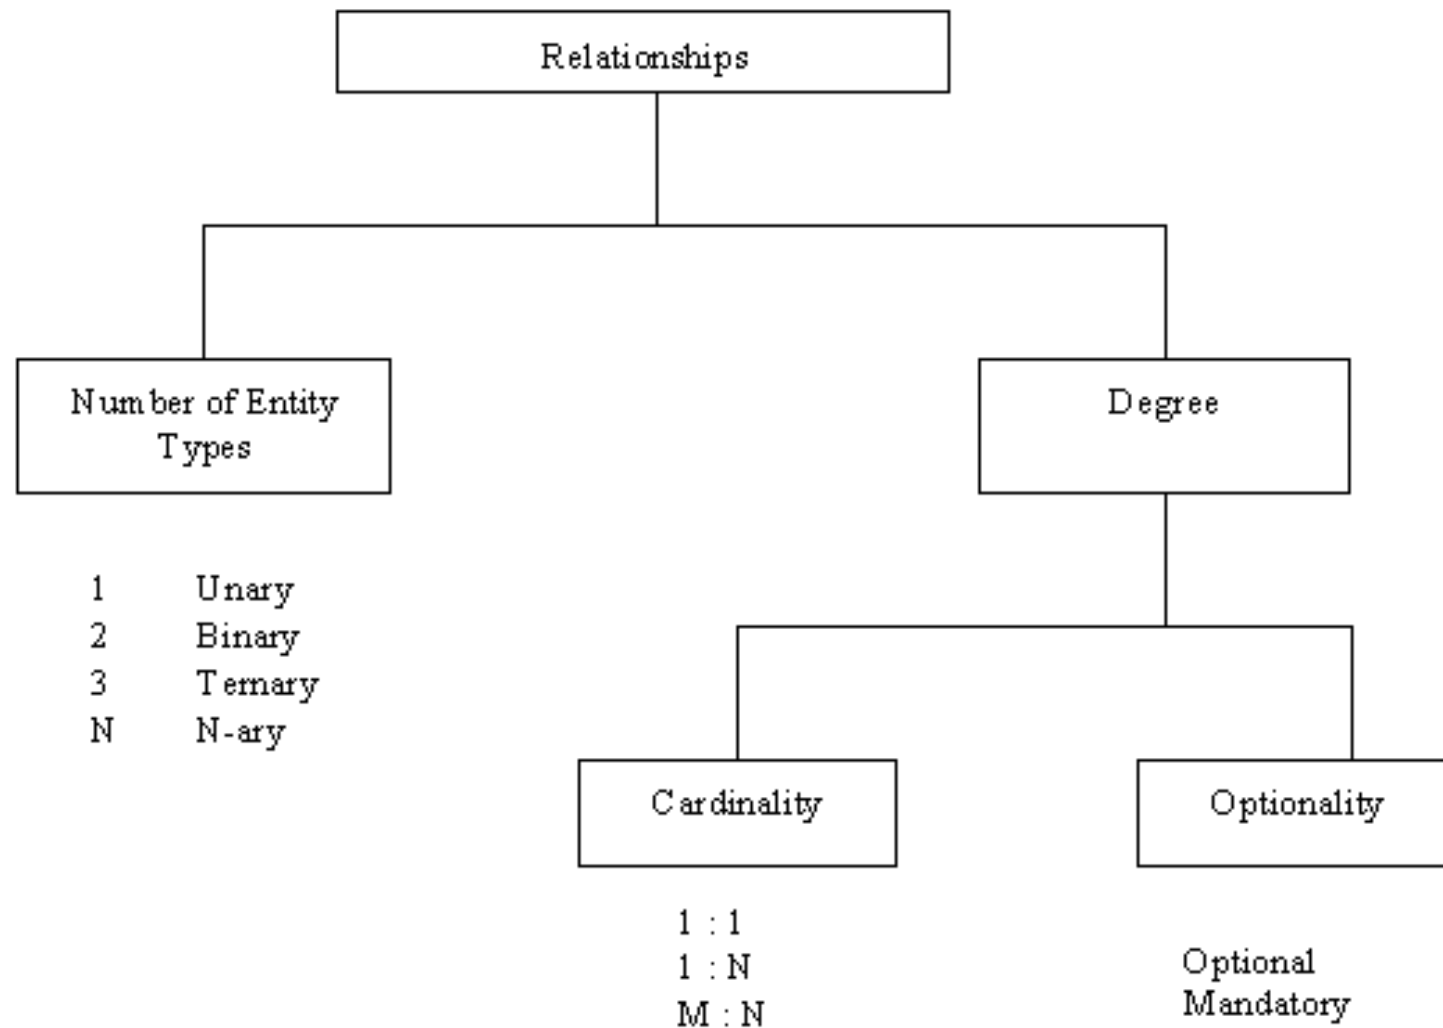 Relationships
Number of Entity
Types
Degree
1 Unary
2 Binary
3 Ternary
N N-ary
Cardinality
Optionality
1 : 1
1 : N
M : N
Optional
Mandatory